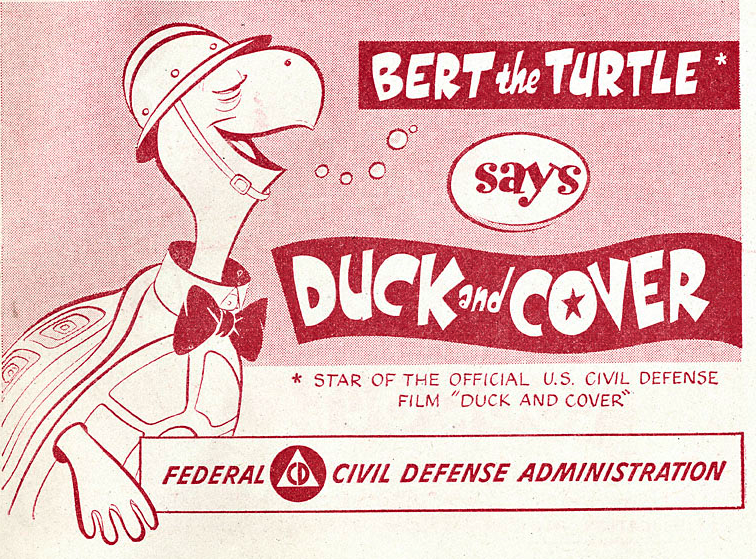 BERT the TURTLE *
says
DUCK and COVER
* STAR OF THE OFFICIAL U.S. CIVIL DEFENSE
FILM "DUCK AND COVER"
FEDERAL CD CIVIL DEFENSE ADMINISTRATION